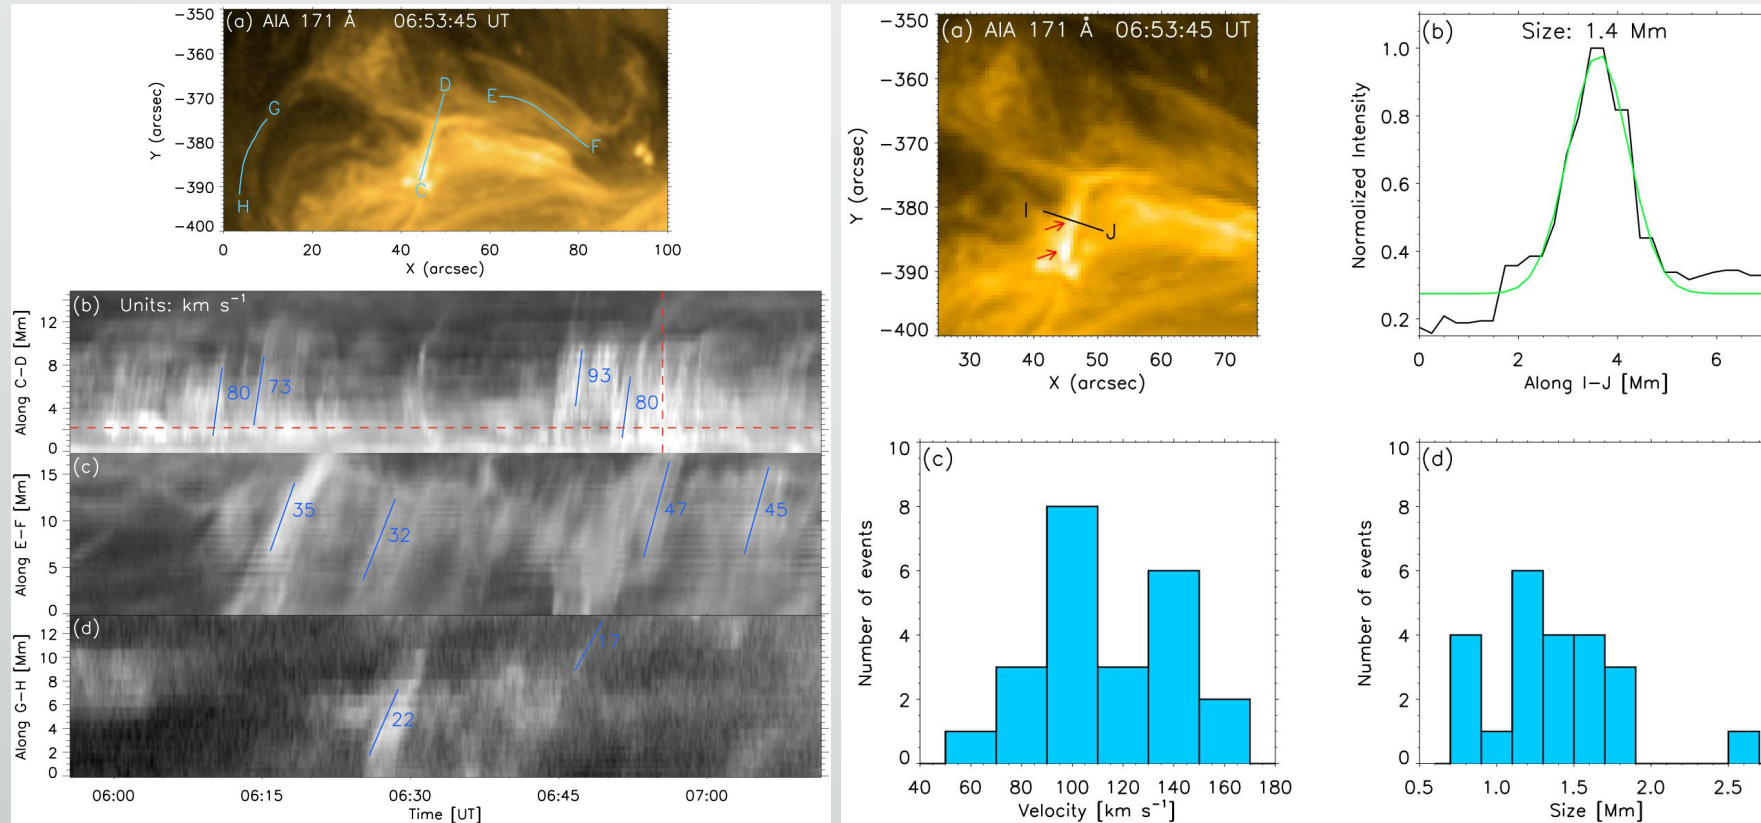 (a) AIA 171 Å 06:53:45 UT
-350
-360
-370
-380
-390
-400
Y (arcsec)
G
H
D
C
E
F
0 20 40 60 80 100
X (arcsec)
(b) Units: km s⁻¹
12
8
4
0
Along C-D [Mm]
80
73
93
80
(c)
15
10
5
0
Along E-F [Mm]
35
32
47
45
(d)
12
10
8
6
4
2
0
Along G-H [Mm]
22
17
06:00 06:15 06:30 06:45 07:00
Time [UT]
(a) AIA 171 Å 06:53:45 UT
-350
-360
-370
-380
-390
-400
Y (arcsec)
I
J
30 40 50 60 70
X (arcsec)
(b) Size: 1.4 Mm
1.0
0.8
0.6
0.4
0.2
Normalized Intensity
0 2 4 6
Along I-J [Mm]
(c)
10
8
6
4
2
0
Number of events
40 60 80 100 120 140 160 180
Velocity [km s⁻¹]
(d)
10
8
6
4
2
0
Number of events
0.5 1.0 1.5 2.0 2.5
Size [Mm]